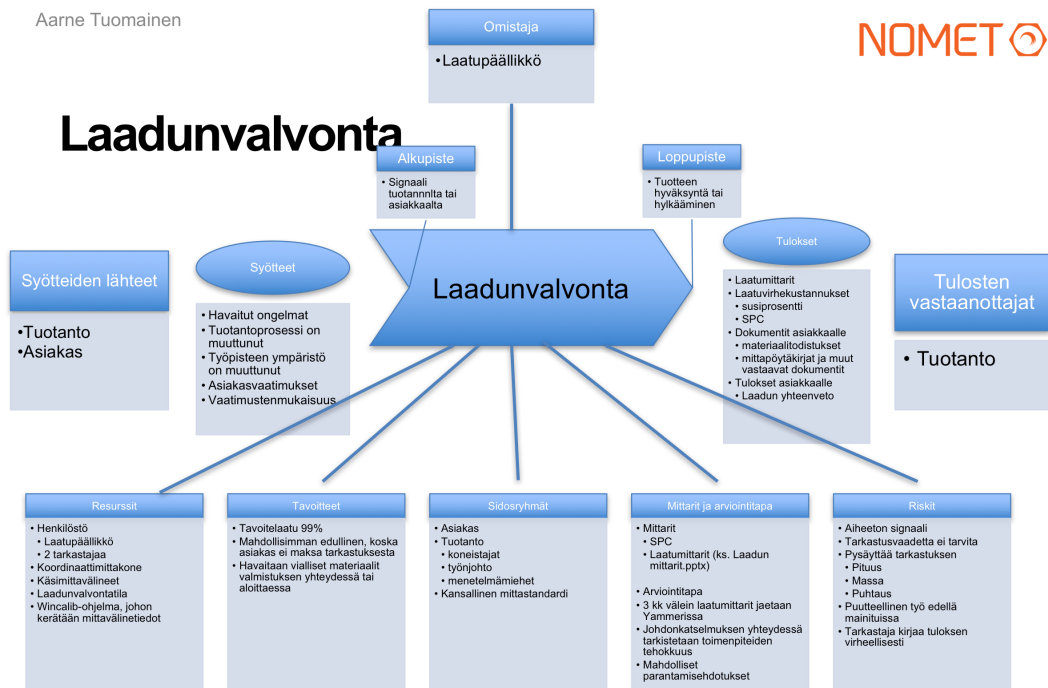 Aarne Tuomainen
NOMET
Omistaja
•Laatupäällikkö
Laadunvalvonta
Alkupiste
• Signaali
tuotannnlta tai
asiakkaalta
Loppupiste
• Tuotteen
hyväksyntä tai
hylkääminen
Syötteiden lähteet
•Tuotanto
•Asiakas
Syötteet
• Havaitut ongelmat
• Tuotantoprosessi on
muuttunut
• Työpisteen ympäristö
on muuttunut
• Asiakasvaatimukset
• Vaatimustenmukaisuus
Laadunvalvonta
Tulokset
• Laatumittarit
• Laatuvirhekustannukset
• susiprosentti
• SPC
• Dokumentit asiakkaalle
• materiaalitodistukset
• mittapöytäkirjat ja muut
vastaavat dokumentit
• Tulokset asiakkaalle
• Laadun yhteenveto
Tulosten
vastaanottajat
• Tuotanto
Resurssit
• Henkilöstö
• Laatupäällikkö
• 2 tarkastajaa
• Koordinaattimittakone
• Käsimittavälineet
• Laadunvalvontatila
• Wincalib-ohjelma, johon
kerätään mittavälinetiedot
Tavoitteet
• Tavoitelaatu 99%
• Mahdollisimman edullinen, koska
asiakas ei maksa tarkastuksesta
• Havaitaan vialliset materiaalit
valmistuksen yhteydessä tai
aloittaessa
Sidosryhmät
• Asiakas
• Tuotanto
• koneistajat
• työnjohto
• menetelmämiehet
• Kansallinen mittastandardi
Mittarit ja arviointitapa
• Mittarit
• SPC
• Laatumittarit (ks. Laadun
mittarit.pptx)
• Arviointitapa
• 3 kk välein laatumittarit jaetaan
Yammerissa
• Johdonkatselmuksen yhteydessä
tarkistetaan toimenpiteiden
tehokkuus
• Mahdolliset
parantamisehdotukset
Riskit
• Aiheeton signaali
• Tarkastusvaadetta ei tarvita
• Pysäyttää tarkastuksen
• Pituus
• Massa
• Puhtaus
• Puutteellinen työ edellä
mainituissa
• Tarkastaja kirjaa tuloksen
virheellisesti